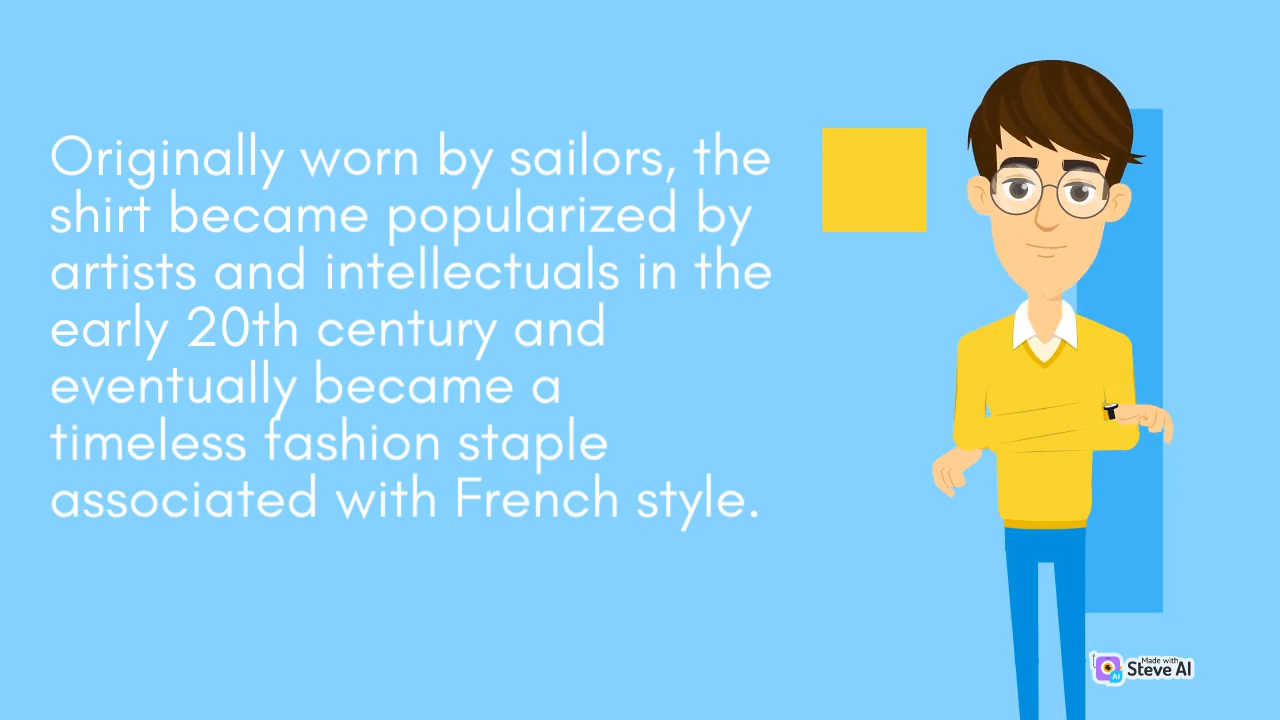 Originally worn by sailors, the
shirt became popularized by
artists and intellectuals in the
early 20th century and
eventually became a
timeless fashion staple
associated with French style.
Made with
Steve AI
AI